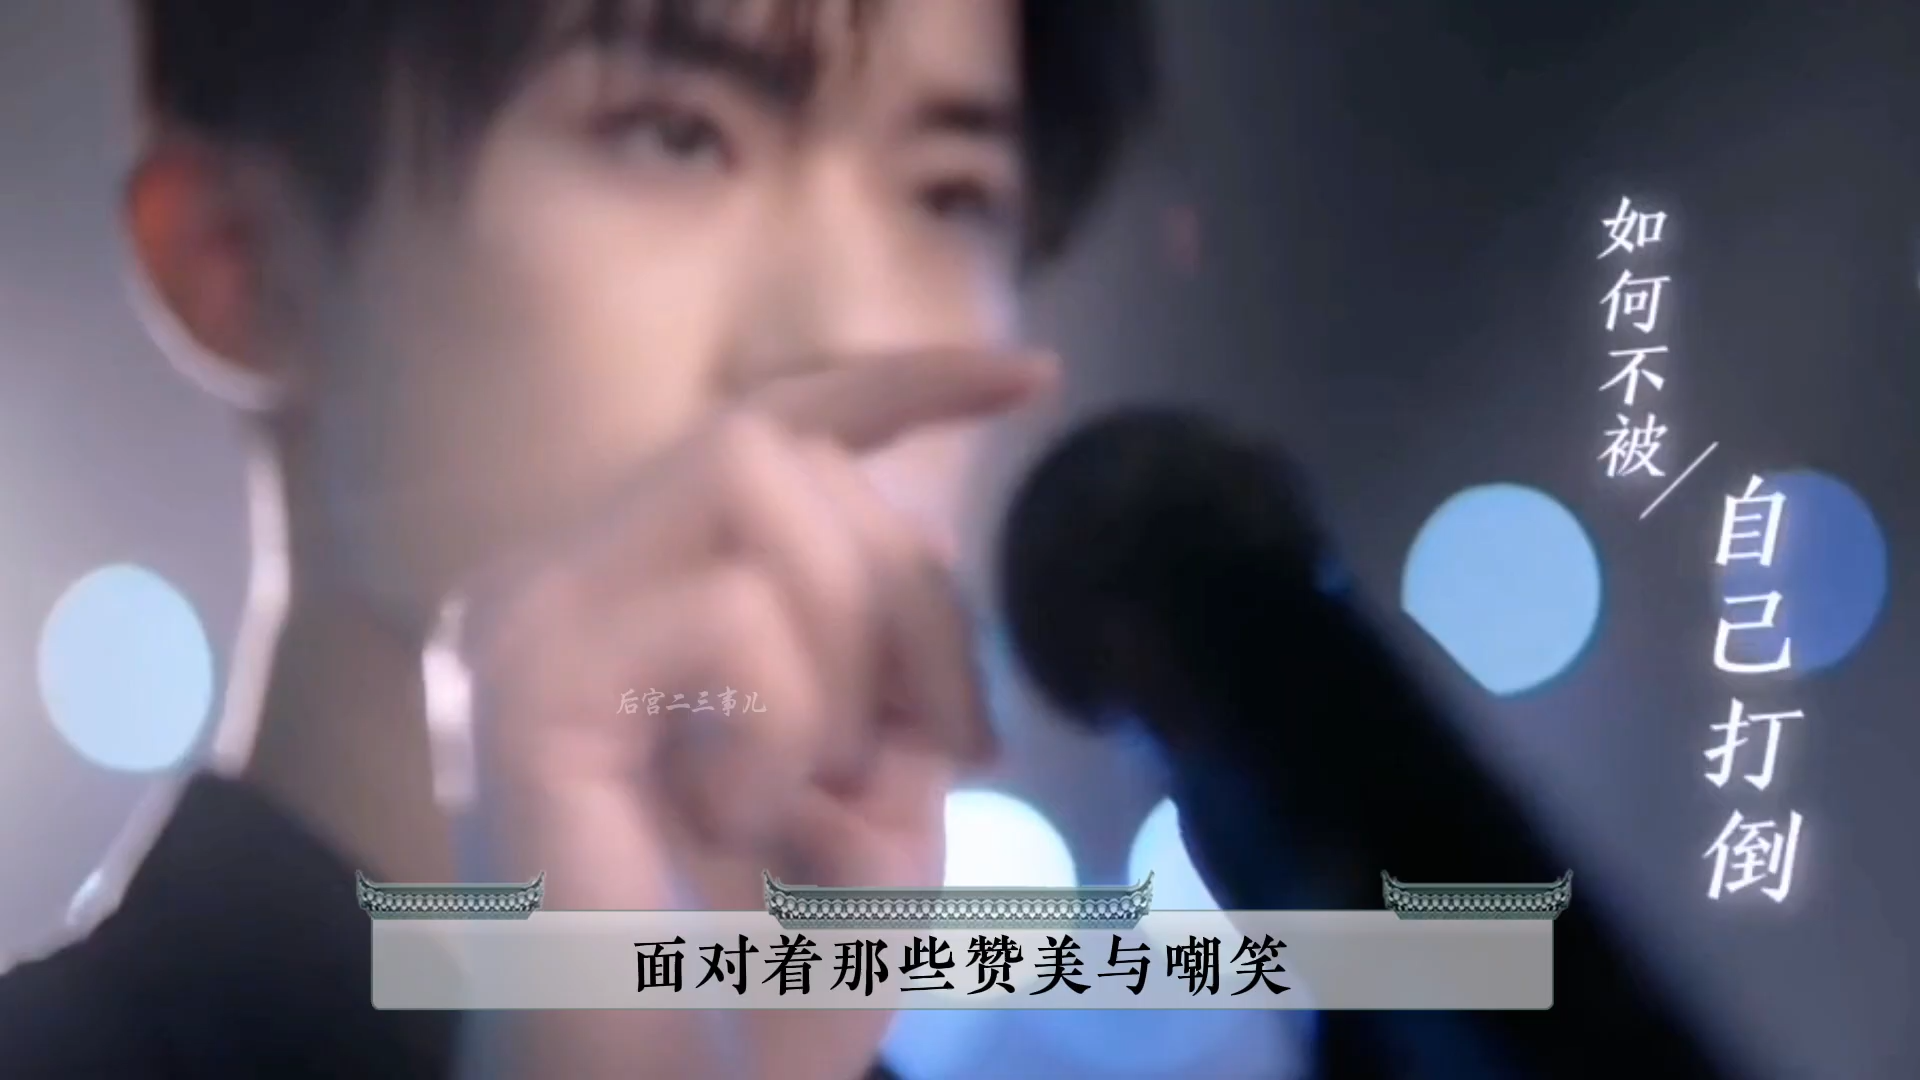 如何不被
自己打倒
后宫二三事儿
面对着那些赞美与嘲笑